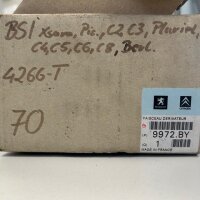 BSI Xsara, Pic., C2, C3, Pluriel,
C4, C5, C6, C8, Berl.
4266-T
70
FAISCEAU DERIVATEUR
(P) 9972.BY
(Q) 1
MADE IN FRANCE